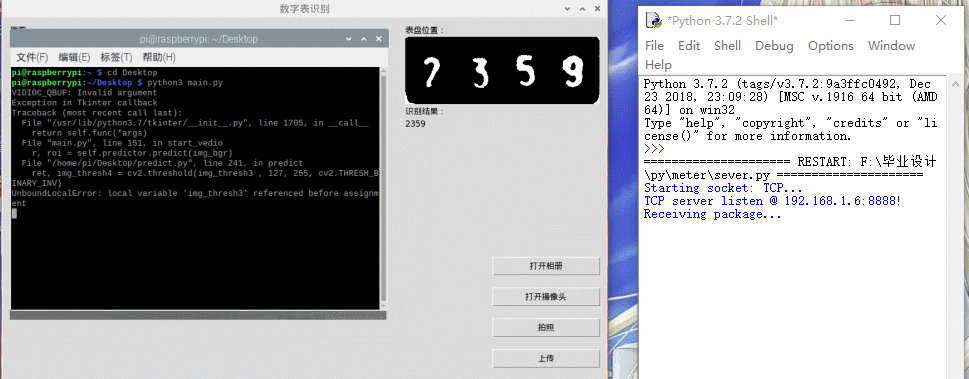 数字表识别
表盘位置：
7 3 5 9
识别结果：
2359
打开相册
打开摄像头
拍照
上传
pi@raspberrypi: ~/Desktop
文件(F) 编辑(E) 标签(T) 帮助(H)
pi@raspberrypi:~ $ cd Desktop
pi@raspberrypi:~/Desktop $ python3 main.py
VIDIOC_QBUF: Invalid argument
Exception in Tkinter callback
Traceback (most recent call last):
File "/usr/lib/python3.7/tkinter/__init__.py", line 1705, in __call__
return self.func(*args)
File "main.py", line 151, in start_vedio
r, roi = self.predictor.predict(img_bgr)
File "/home/pi/Desktop/predict.py", line 241, in predict
ret, img_thresh4 = cv2.threshold(img_thresh3 , 127, 255, cv2.THRESH_B
INARY_INV)
UnboundLocalError: local variable 'img_thresh3' referenced before assignm
ent
*Python 3.7.2 Shell*
File Edit Shell Debug Options Window
Help
Python 3.7.2 (tags/v3.7.2:9a3ffc0492, Dec
23 2018, 23:09:28) [MSC v.1916 64 bit (AMD
64)] on win32
Type "help", "copyright", "credits" or "li
cense()" for more information.
>>>
===================== RESTART: F:\毕业设计
\py\meter\sever.py =====================
Starting socket: TCP...
TCP server listen @ 192.168.1.6:8888!
Receiving package...